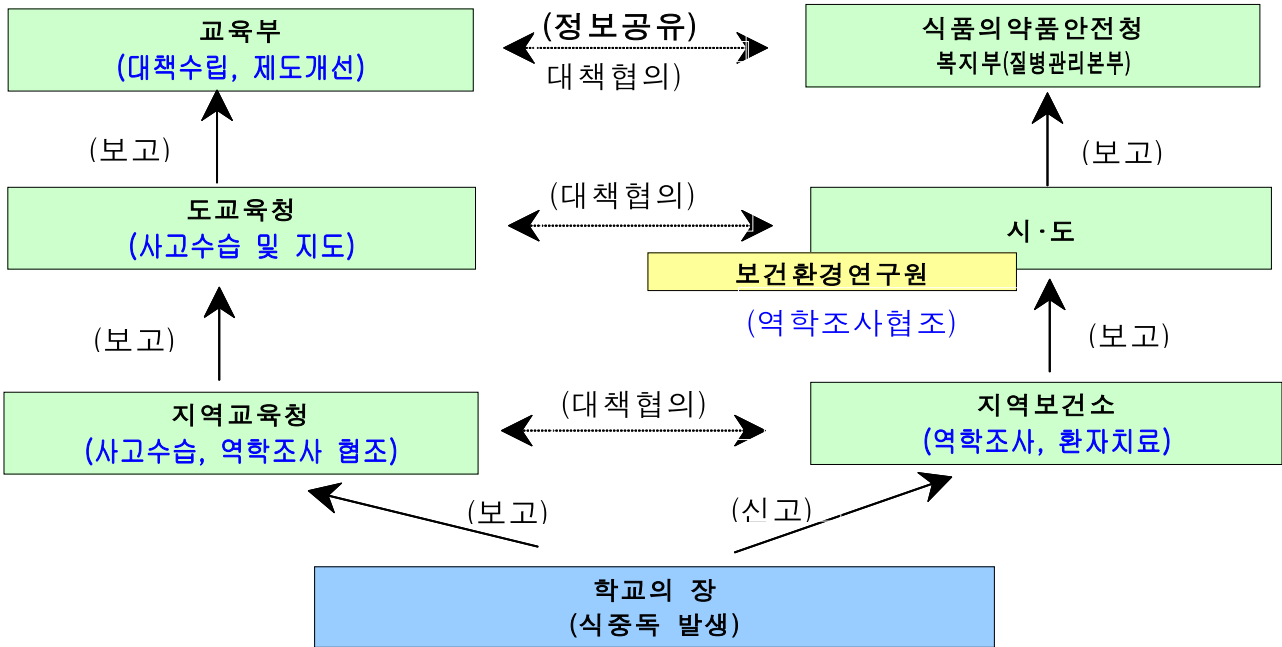 교육부
(대책수립, 제도개선)
(정보공유)
대책협의)
식품의약품안전청
복지부(질병관리본부)
(보고)
(보고)
도교육청
(사고수습 및 지도)
(대책협의)
시·도
보건환경연구원
(역학조사협조)
(보고)
(보고)
지역교육청
(사고수습, 역학조사 협조)
(대책협의)
지역보건소
(역학조사, 환자치료)
(보고)
(신고)
학교의 장
(식중독 발생)